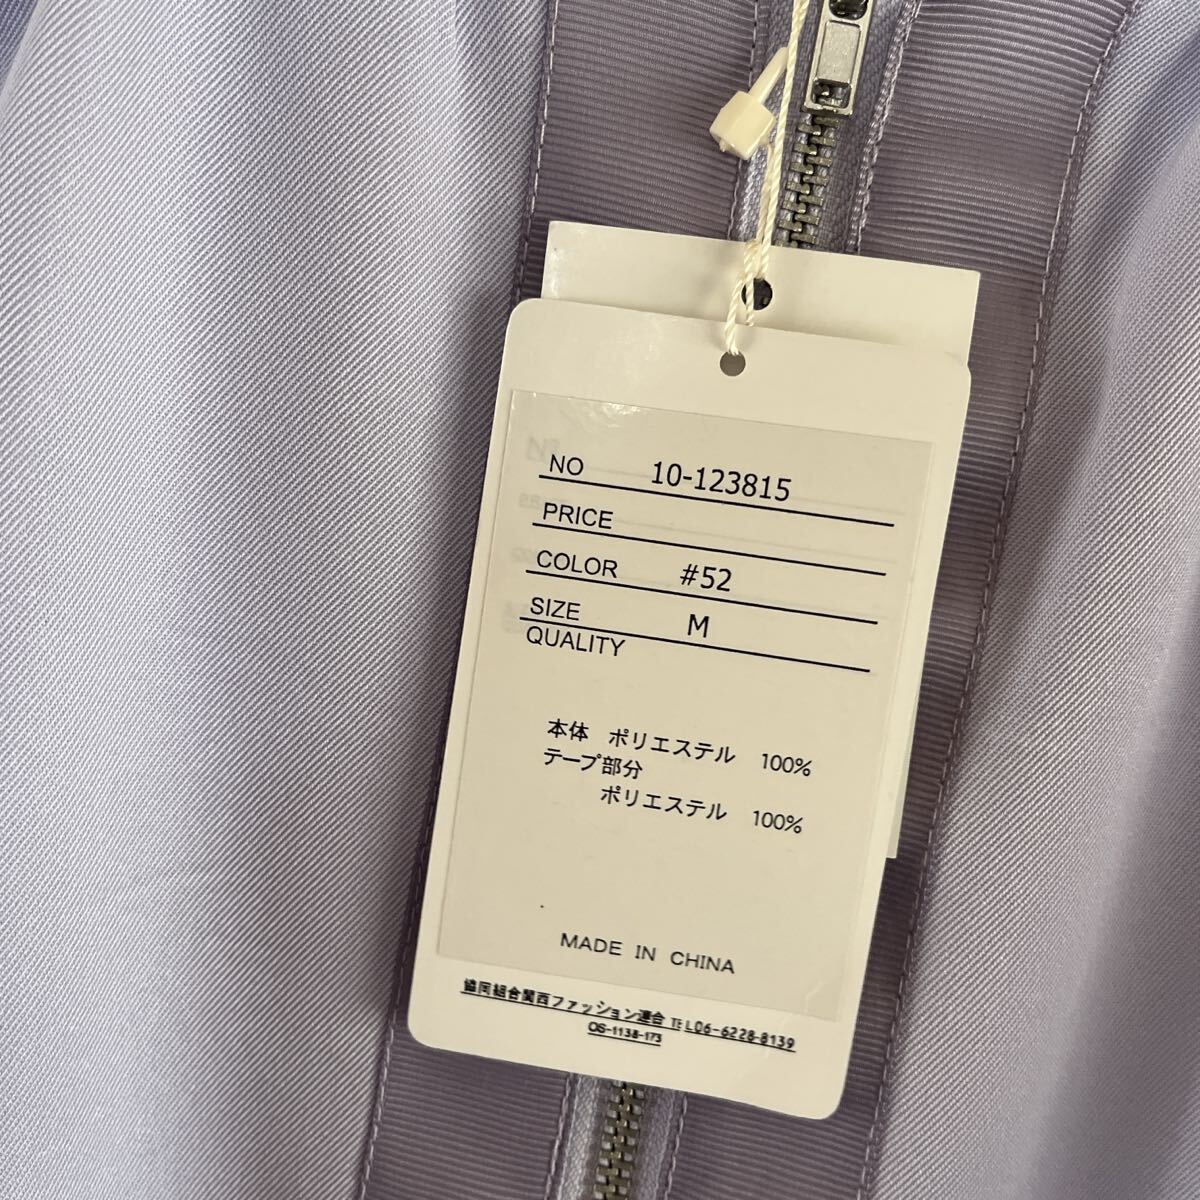 NO 10-123815
PRICE
COLOR #52
SIZE M
QUALITY
本体 ポリエステル 100%
テープ部分
ポリエステル 100%
MADE IN CHINA
協同組合関西ファッション連合 TEL06-6228-8139
OS-1138-173